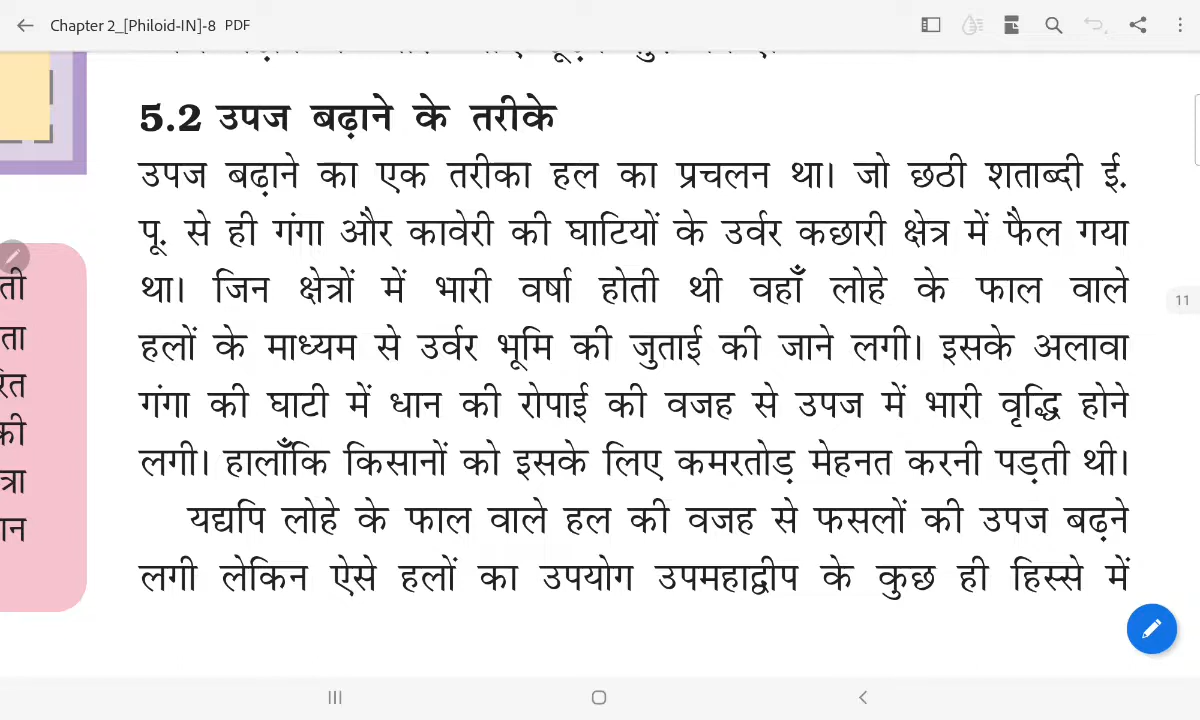 Chapter 2_[Philoid-IN]-8 PDF
5.2 उपज बढ़ाने के तरीके
उपज बढ़ाने का एक तरीका हल का प्रचलन था। जो छठी शताब्दी ई.
पू. से ही गंगा और कावेरी की घाटियों के उर्वर कछारी क्षेत्र में फैल गया
था। जिन क्षेत्रों में भारी वर्षा होती थी वहाँ लोहे के फाल वाले
हलों के माध्यम से उर्वर भूमि की जुताई की जाने लगी। इसके अलावा
गंगा की घाटी में धान की रोपाई की वजह से उपज में भारी वृद्धि होने
लगी। हालाँकि किसानों को इसके लिए कमरतोड़ मेहनत करनी पड़ती थी।
यद्यपि लोहे के फाल वाले हल की वजह से फसलों की उपज बढ़ने
लगी लेकिन ऐसे हलों का उपयोग उपमहाद्वीप के कुछ ही हिस्से में
ती
ता
रित
की
त्रा
ान
11